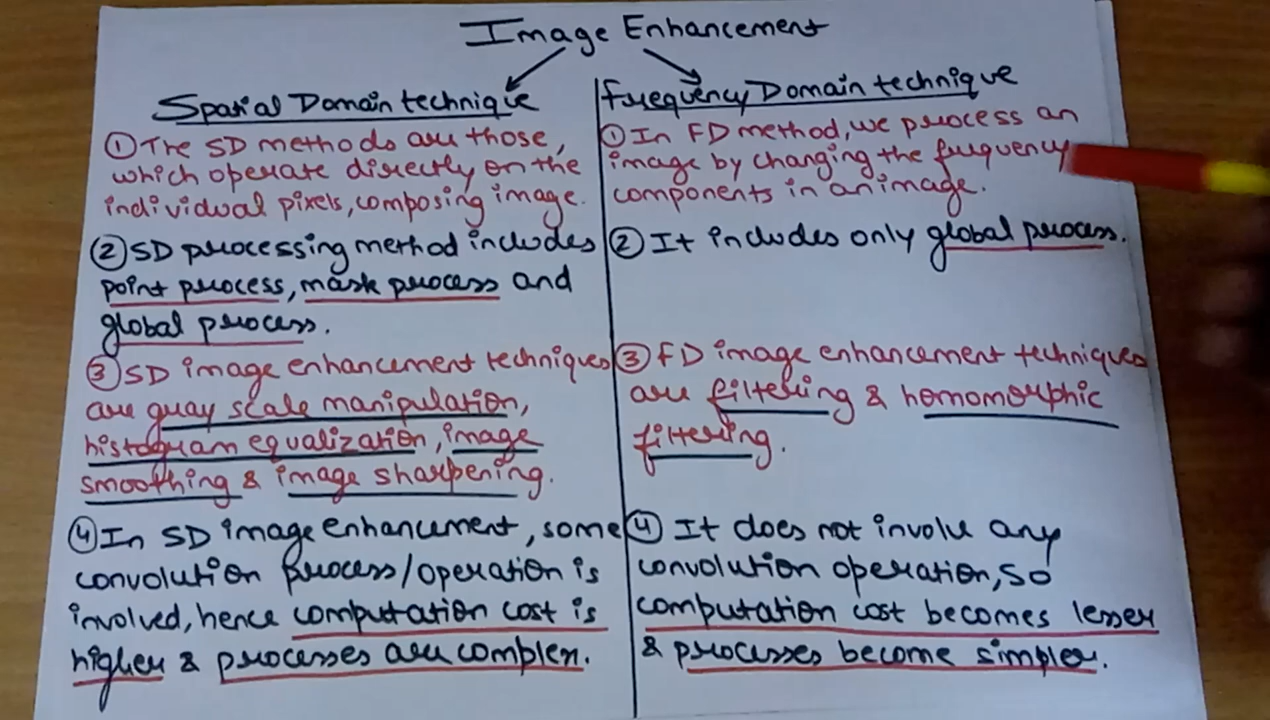 Image Enhancement
Spatial Domain technique
① The SD methods are those,
which operate directly on the
individual pixels, composing image.
② SD processing method includes
point process, mask process and
global process.
③ SD image enhancement techniques
are gray scale manipulation,
histogram equalization, image
smoothing & image sharpening.
④ In SD image enhancement, some
convolution process/operation is
involved, hence computation cost is
higher & processes are complex.
Frequency Domain technique
① In FD method, we process an
image by changing the frequency
components in an image.
② It includes only global process.
③ FD image enhancement techniques
are filtering & homomorphic
filtering.
④ It does not involve any
convolution operation, so
computation cost becomes lesser
& processes become simpler.